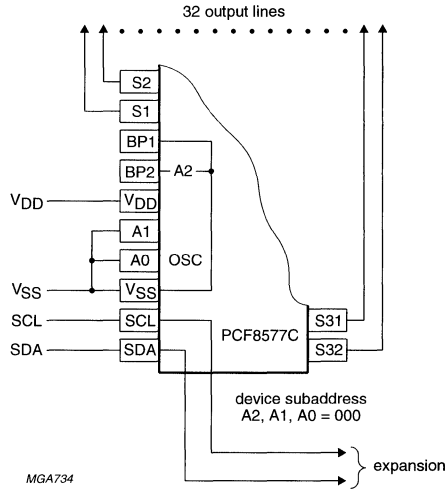 32 output lines
S2
S1
BP1
BP2 A2
VDD VDD
A1
A0 OSC
VSS VSS
SCL SCL PCF8577C S31
SDA SDA S32
device subaddress
A2, A1, A0 = 000
expansion
MGA734